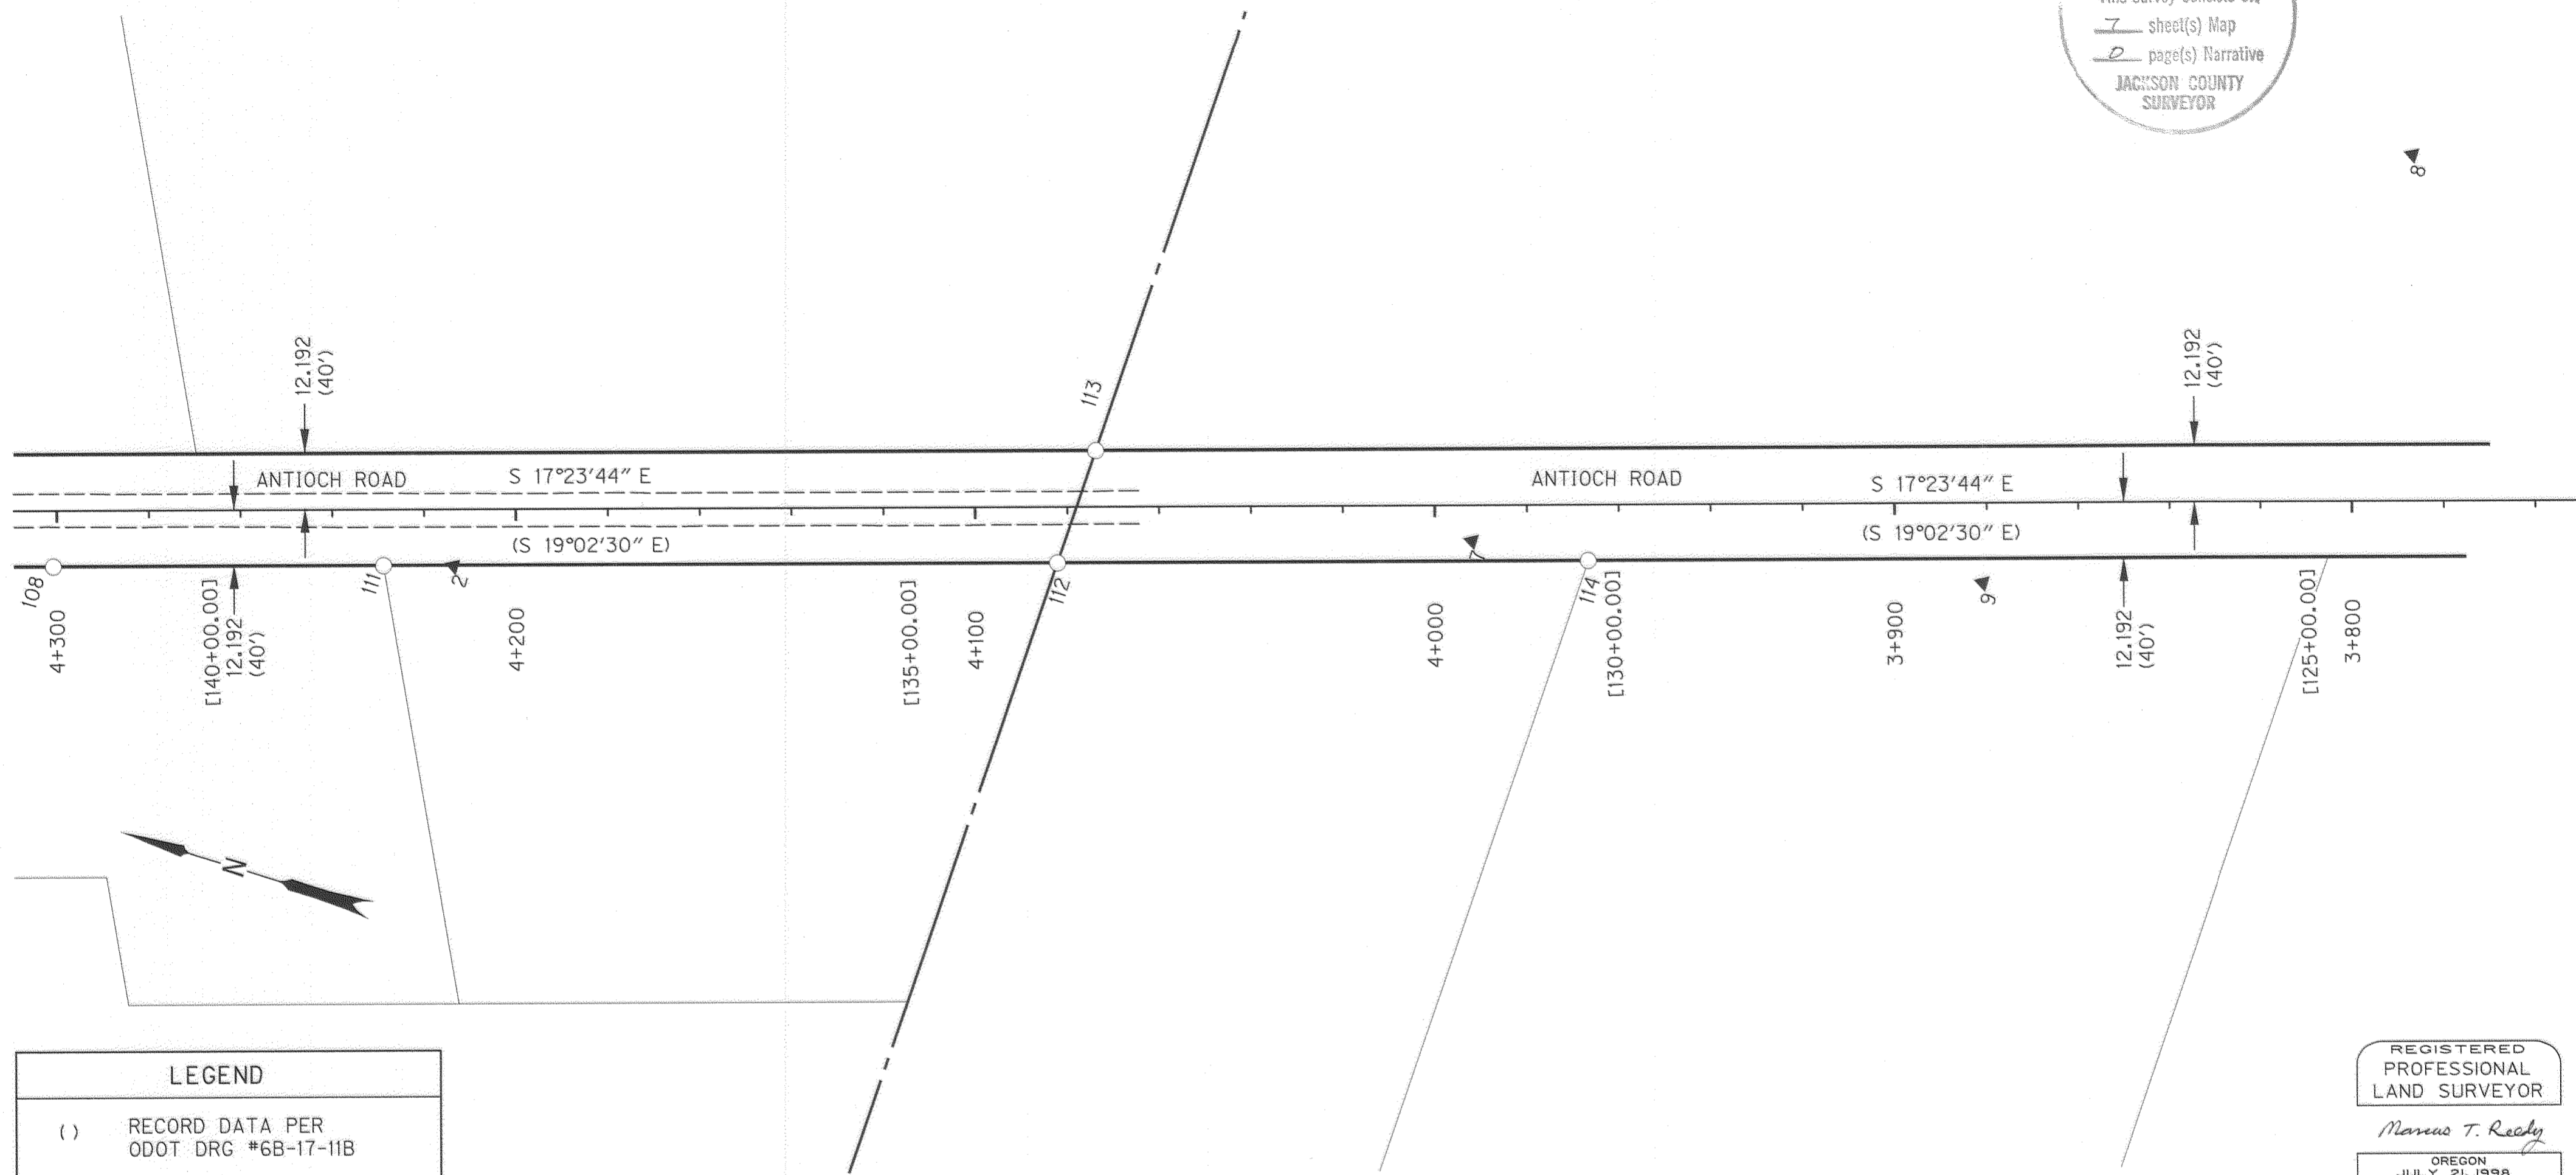 7 sheet(s) Map
0 page(s) Narrative
JACKSON COUNTY
SURVEYOR
8
113
12.192
(40')
12.192
(40')
ANTIOCH ROAD
S 17°23'44" E
ANTIOCH ROAD
S 17°23'44" E
(S 19°02'30" E)
(S 19°02'30" E)
108
111
2
112
7
114
9
4+300
[140+00.00]
12.192
(40')
4+200
[135+00.00]
4+100
4+000
[130+00.00]
3+900
12.192
(40')
[125+00.00]
3+800
N
LEGEND
( ) RECORD DATA PER
ODOT DRG #6B-17-11B
REGISTERED
PROFESSIONAL
LAND SURVEYOR
Marcus T. Reedy
OREGON
JULY 21, 1998